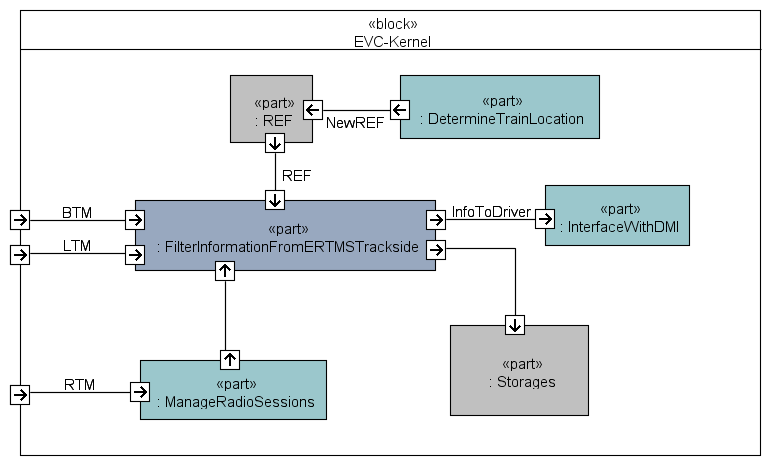 «block»
EVC-Kernel
«part»
: REF
«part»
: DetermineTrainLocation
NewREF
REF
BTM
LTM
«part»
: FilterInformationFromERTMSTrackside
InfoToDriver
«part»
: InterfaceWithDMI
«part»
: Storages
RTM
«part»
: ManageRadioSessions